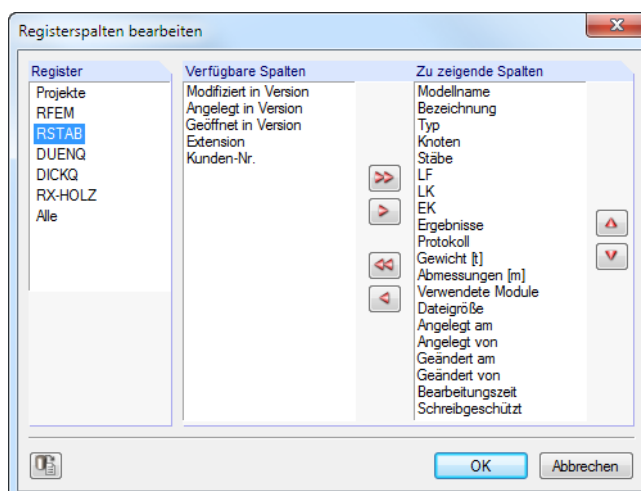 Registerspalten bearbeiten
Register
Projekte
RFEM
RSTAB
DUENQ
DICKQ
RX-HOLZ
Alle
Verfügbare Spalten
Modifiziert in Version
Angelegt in Version
Geöffnet in Version
Extension
Kunden-Nr.
Zu zeigende Spalten
Modellname
Bezeichnung
Typ
Knoten
Stäbe
LF
LK
EK
Ergebnisse
Protokoll
Gewicht [t]
Abmessungen [m]
Verwendete Module
Dateigröße
Angelegt am
Angelegt von
Geändert am
Geändert von
Bearbeitungszeit
Schreibgeschützt
OK
Abbrechen